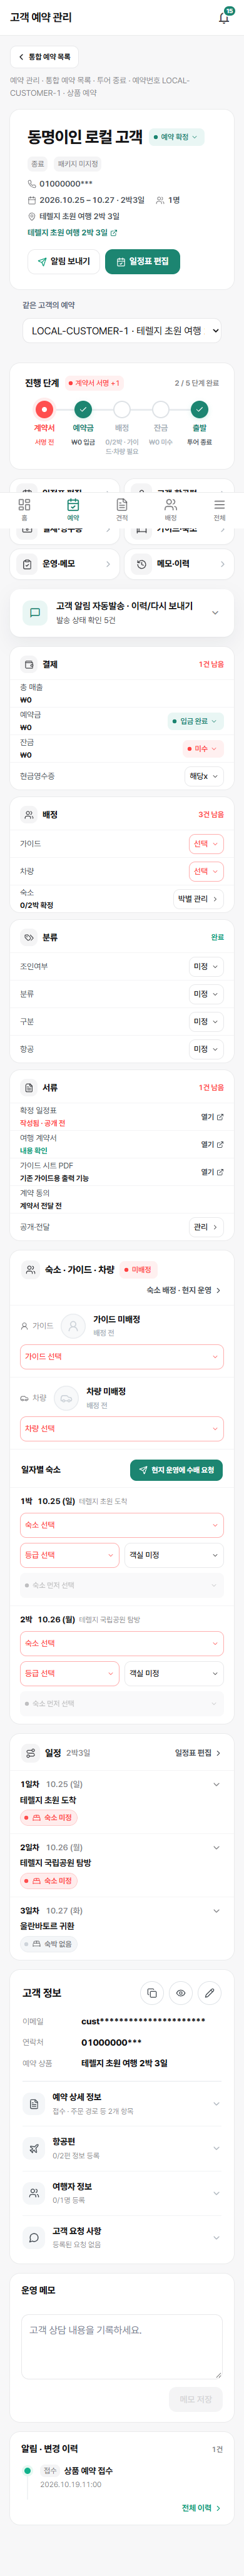 고객 예약 관리
15
통합 예약 목록
예약 관리 · 통합 예약 목록 · 투어 종료 · 예약번호 LOCAL-
CUSTOMER-1 · 상품 예약
동명이인 로컬 고객
예약 확정
종료
패키지 미지정
01000000***
2026.10.25 – 10.27 · 2박3일
1명
테렐지 초원 여행 2박 3일
테렐지 초원 여행 2박 3일
알림 보내기
일정표 편집
같은 고객의 예약
LOCAL-CUSTOMER-1 · 테렐지 초원 여행
진행 단계
계약서 서명 +1
2 / 5 단계 완료
계약서
예약금
배정
잔금
출발
서명 전
₩0 입금
0/2박 · 가이드·차량 필요
₩0 미수
투어 종료
홈
예약
견적
배정
전체
운영·메모
메모·이력
고객 알림 자동발송 · 이력/다시 보내기
발송 상태 확인 5건
결제
1건 남음
총 매출
₩0
예약금
₩0
입금 완료
잔금
₩0
미수
현금영수증
해당x
배정
3건 남음
가이드
선택
차량
선택
숙소
0/2박 확정
박별 관리
분류
완료
조인여부
미정
분류
미정
구분
미정
항공
미정
서류
1건 남음
확정 일정표
작성됨 · 공개 전
열기
여행 계약서
내용 확인
열기
가이드 시트 PDF
기존 가이드용 출력 가능
열기
계약 동의
계약서 전달 전
공개·전달
관리
숙소 · 가이드 · 차량
미배정
숙소 배정 · 현지 운영
가이드
가이드 미배정
배정 전
가이드 선택
차량
차량 미배정
배정 전
차량 선택
일자별 숙소
현지 운영에 수배 요청
1박 10.25 (일) 테렐지 초원 도착
숙소 선택
등급 선택
객실 미정
숙소 먼저 선택
2박 10.26 (월) 테렐지 국립공원 탐방
숙소 선택
등급 선택
객실 미정
숙소 먼저 선택
일정 2박3일
일정표 편집
1일차 10.25 (일)
테렐지 초원 도착
숙소 미정
2일차 10.26 (월)
테렐지 국립공원 탐방
숙소 미정
3일차 10.27 (화)
울란바토르 귀환
숙박 없음
고객 정보
이메일
cust**********************
연락처
01000000***
예약 상품
테렐지 초원 여행 2박 3일
예약 상세 정보
접수 · 주문 경로 등 2개 항목
항공편
0/2편 정보 등록
여행자 정보
0/1명 등록
고객 요청 사항
등록된 요청 없음
운영 메모
고객 상담 내용을 기록하세요.
메모 저장
알림 · 변경 이력
1건
접수
상품 예약 접수
2026.10.19.11:00
전체 이력